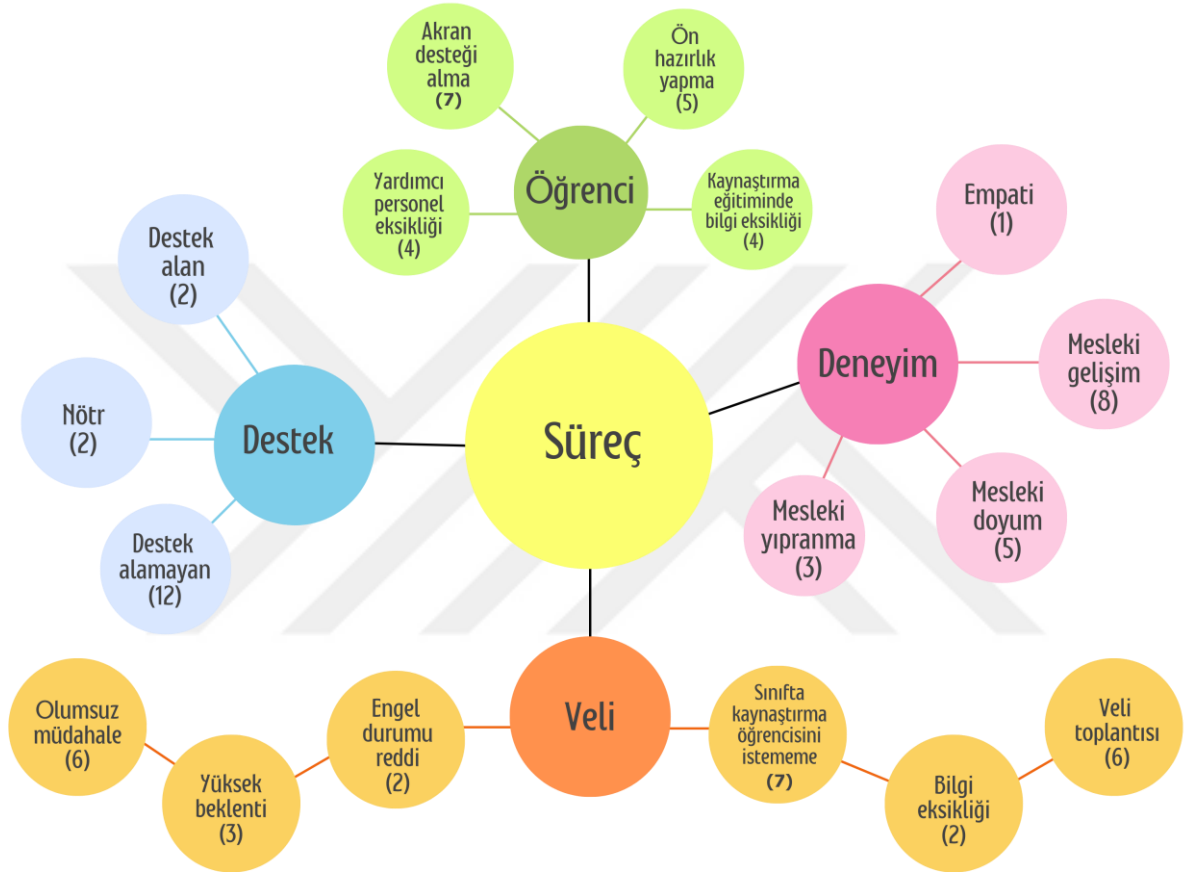 Akran
desteği
alma
(7)
Ön
hazırlık
yapma
(5)
Öğrenci
Yardımcı
personel
eksikliği
(4)
Kaynaştırma
eğitiminde
bilgi eksikliği
(4)
Empati
(1)
Destek
alan
(2)
Deneyim
Mesleki
gelişim
(8)
Nötr
(2)
Destek
Süreç
Mesleki
doyum
(5)
Mesleki
yıpranma
(3)
Destek
alamayan
(12)
Olumsuz
müdahale
(6)
Yüksek
beklenti
(3)
Engel
durumu
reddi
(2)
Veli
Sınıfta
kaynaştırma
öğrencisini
istememe
(7)
Bilgi
eksikliği
(2)
Veli
toplantısı
(6)